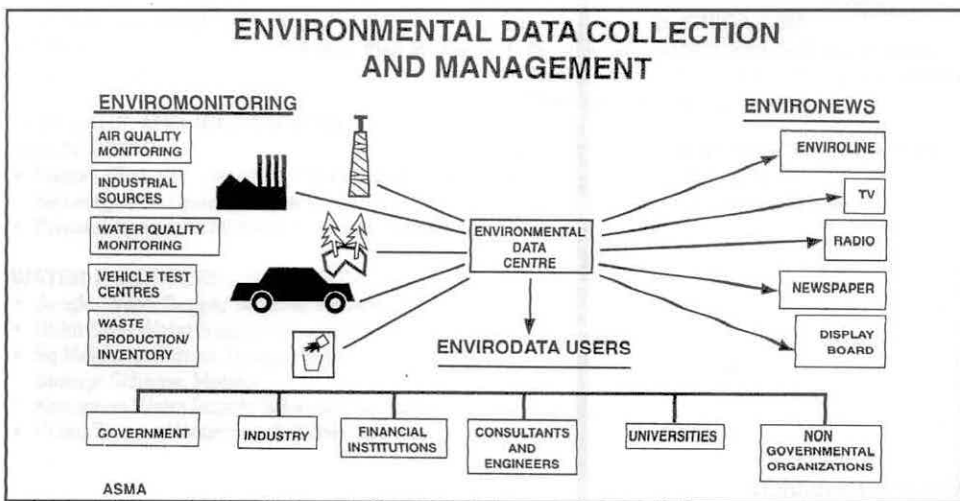 ENVIRONMENTAL DATA COLLECTION
AND MANAGEMENT
ENVIROMONITORING
AIR QUALITY
MONITORING
INDUSTRIAL
SOURCES
WATER QUALITY
MONITORING
VEHICLE TEST
CENTRES
WASTE
PRODUCTION/
INVENTORY
ENVIRONMENTAL
DATA
CENTRE
ENVIRONEWS
ENVIROLINE
TV
RADIO
NEWSPAPER
DISPLAY
BOARD
ENVIRODATA USERS
GOVERNMENT
INDUSTRY
FINANCIAL
INSTITUTIONS
CONSULTANTS
AND
ENGINEERS
UNIVERSITIES
NON
GOVERNMENTAL
ORGANIZATIONS
ASMA